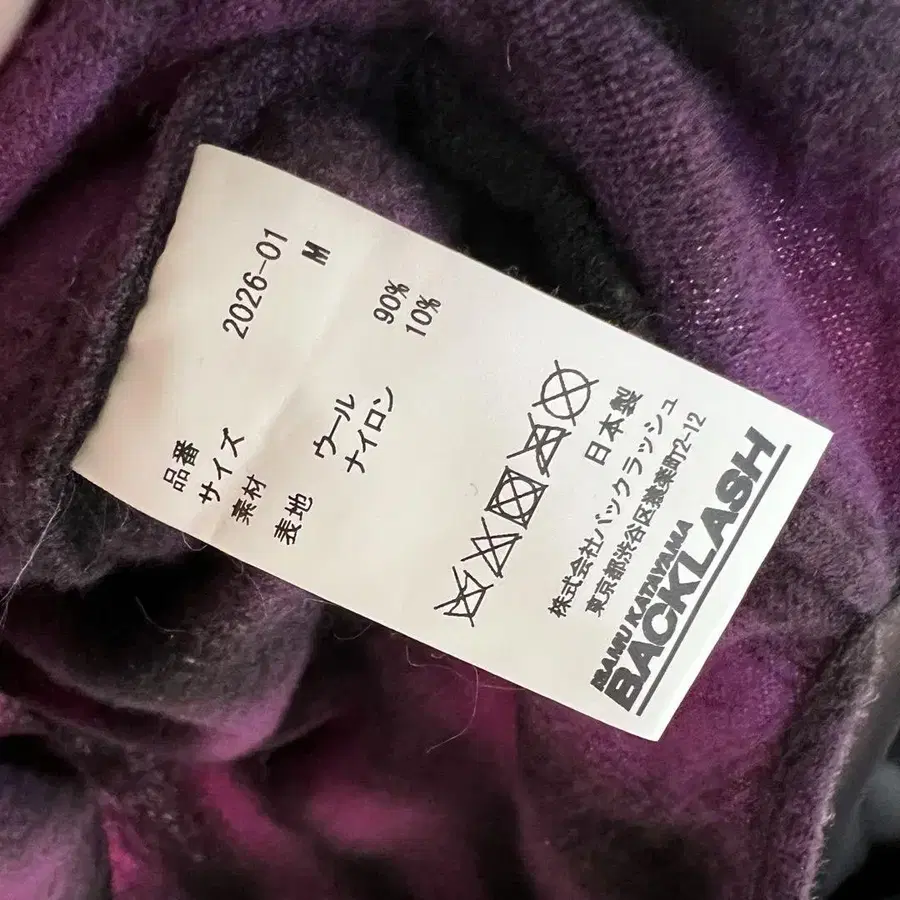 品番 2026-01
サイズ M
素材
表地 ウール 90%
ナイロン 10%
日本製
株式会社バックラッシュ
東京都渋谷区猿楽町12-12
ISAMU KATAYAMA
BACKLASH